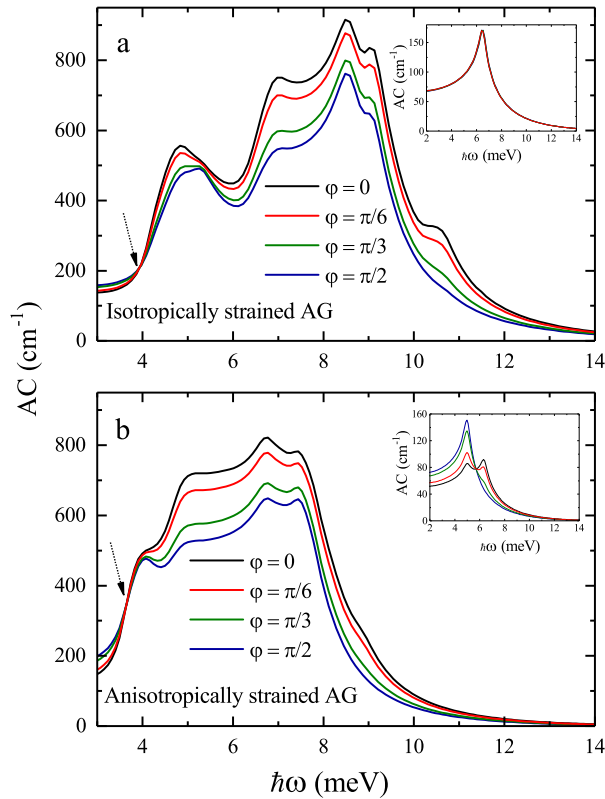 a
AC (cm⁻¹)
800
600
400
200
0
4
6
8
10
12
14
φ = 0
φ = π/6
φ = π/3
φ = π/2
Isotropically strained AG
AC (cm⁻¹)
150
100
50
0
2
4
6
8
10
12
14
ħω (meV)
b
800
600
400
200
0
4
6
8
10
12
14
φ = 0
φ = π/6
φ = π/3
φ = π/2
Anisotropically strained AG
AC (cm⁻¹)
160
120
80
40
0
2
4
6
8
10
12
14
ħω (meV)
ħω (meV)